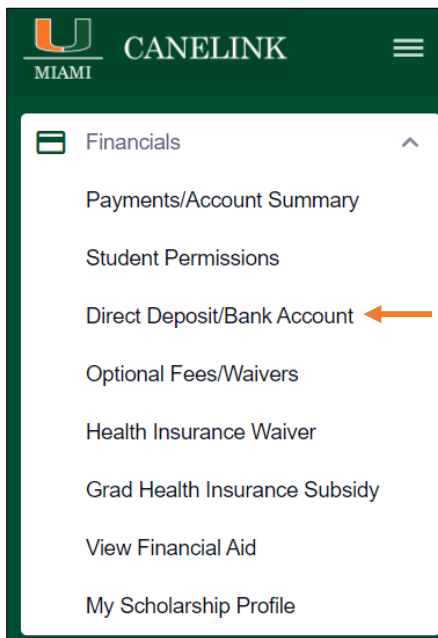 CANELINK
MIAMI
Financials
Payments/Account Summary
Student Permissions
Direct Deposit/Bank Account
Optional Fees/Waivers
Health Insurance Waiver
Grad Health Insurance Subsidy
View Financial Aid
My Scholarship Profile